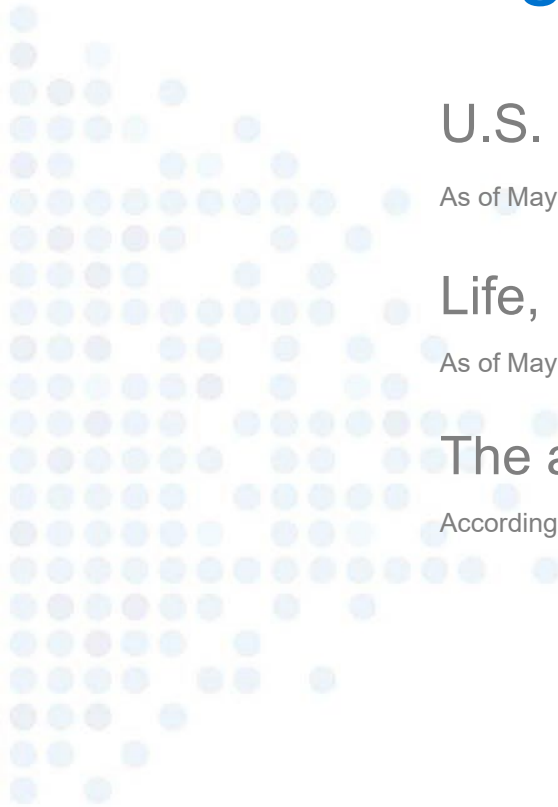 U.S.
As of May
Life,
As of May
The a
According